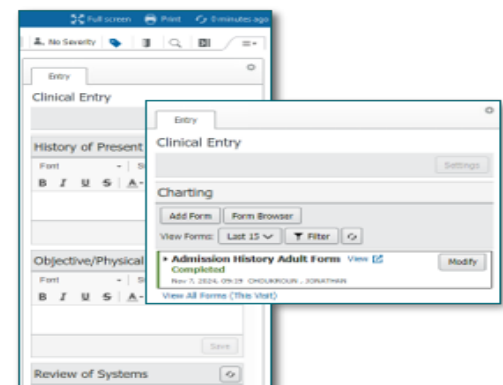 Full screen Print 0 minutes ago
No Severity
Entry
Clinical Entry
History of Present
Font
B I U S A
Objective/Physical
Font
B I U S A
Save
Review of Systems
Entry
Clinical Entry
Settings
Charting
Add Form Form Browser
View Forms: Last 15 Filter
Admission History Adult Form View
Modify
Completed
Nov 7, 2024, 09:19 CHOUKROUN , JONATHAN
View All Forms (This Visit)